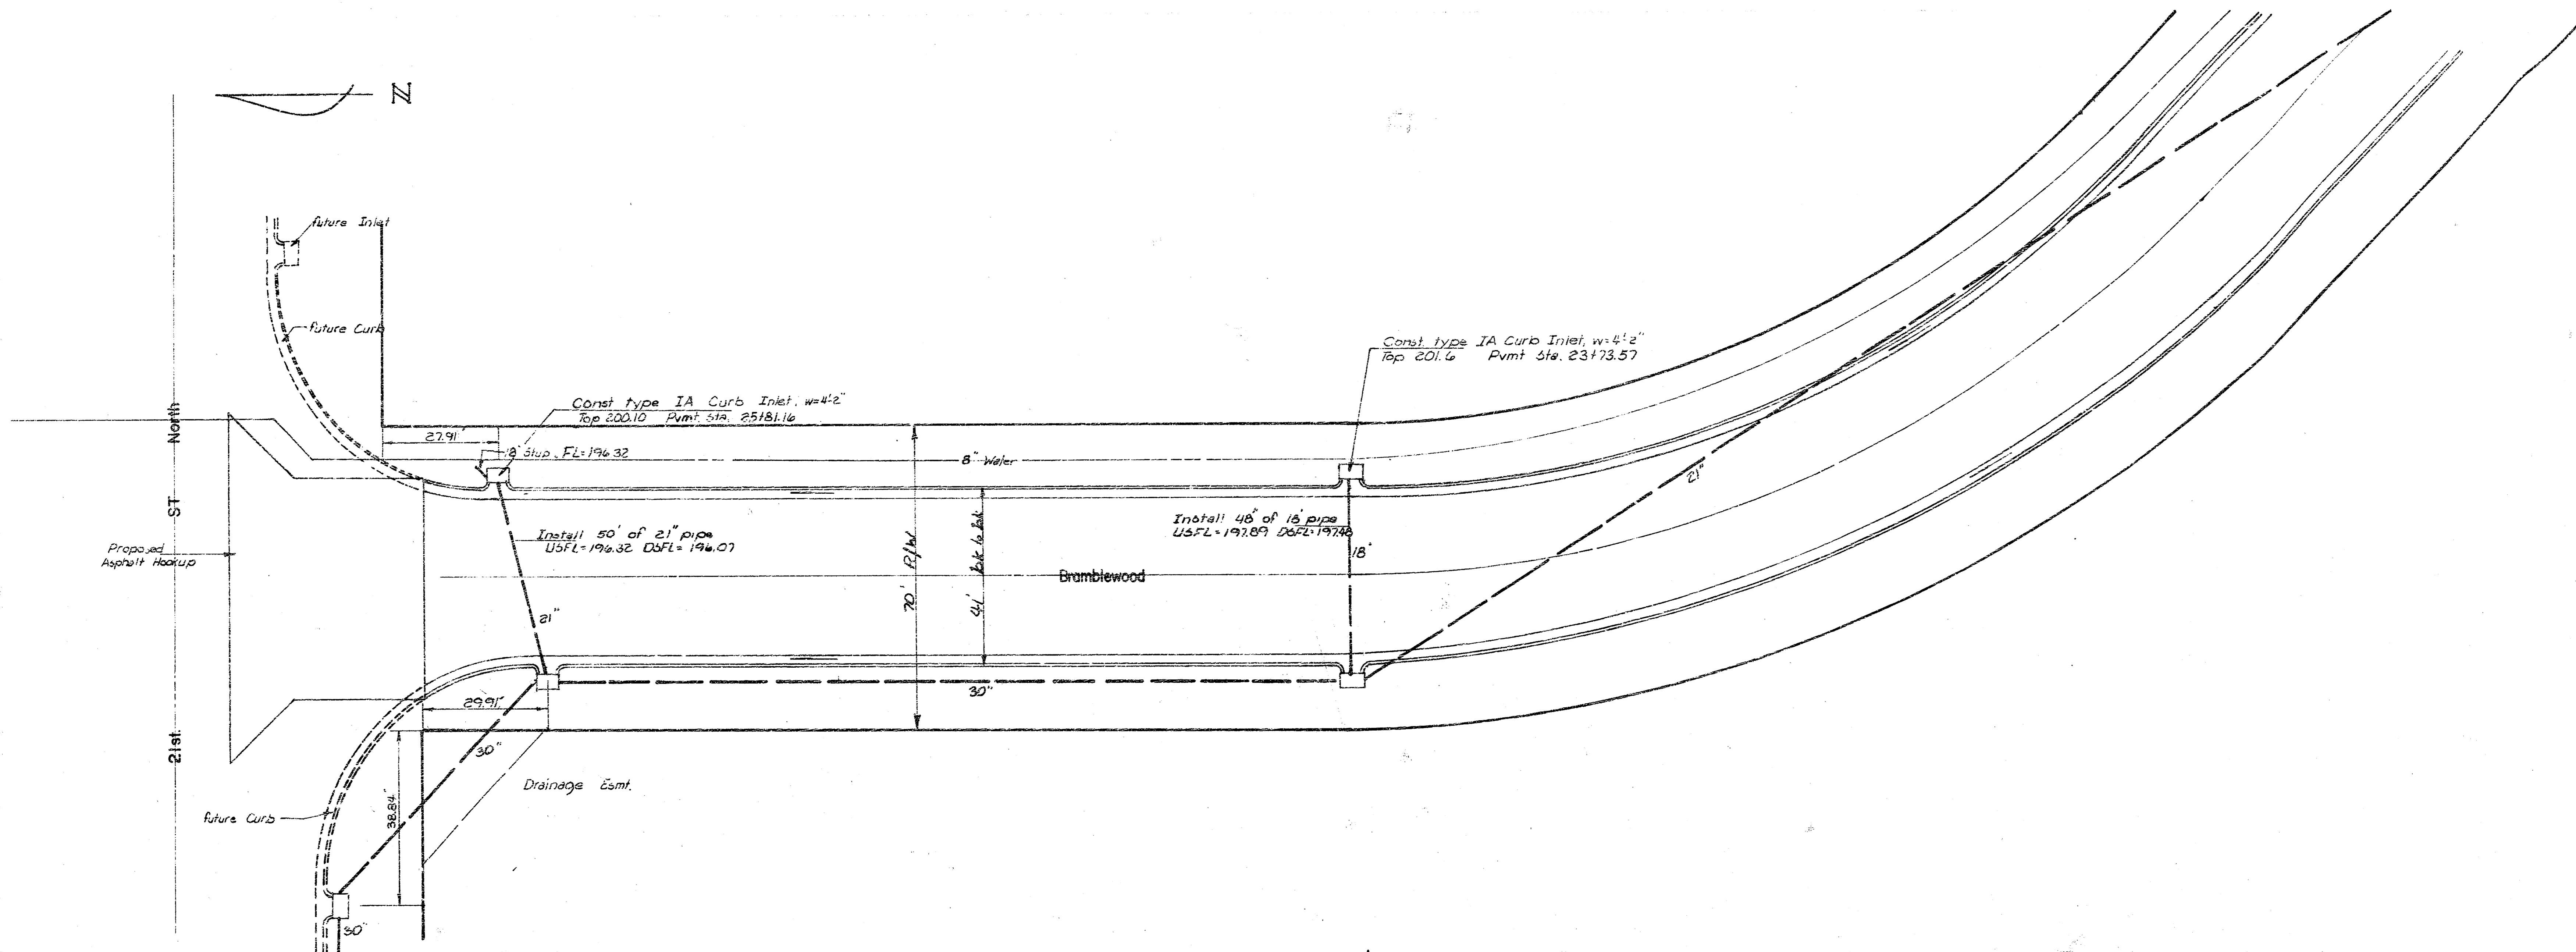 N
future Inlet
future Curb
Const. type IA Curb Inlet, w=4'-2"
Top 201.6 Pvmt Sta. 23+73.57
Const type IA Curb Inlet, w=4'-2"
Top 200.10 Pvmt. Sta. 25+81.16
27.91'
18" Stub, FL=196.32
8" Water
21"
North
ST
21st.
Proposed
Asphalt Hookup
Install 50' of 21" pipe
USFL=196.32 DSFL=196.07
Install 48" of 18' pipe
USFL=197.89 DSFL=197.48
18"
70' R/W
41' bk to bk
Bramblewood
21"
30"
29.91'
30"
38.84'
Drainage Esmt.
future Curb
30"